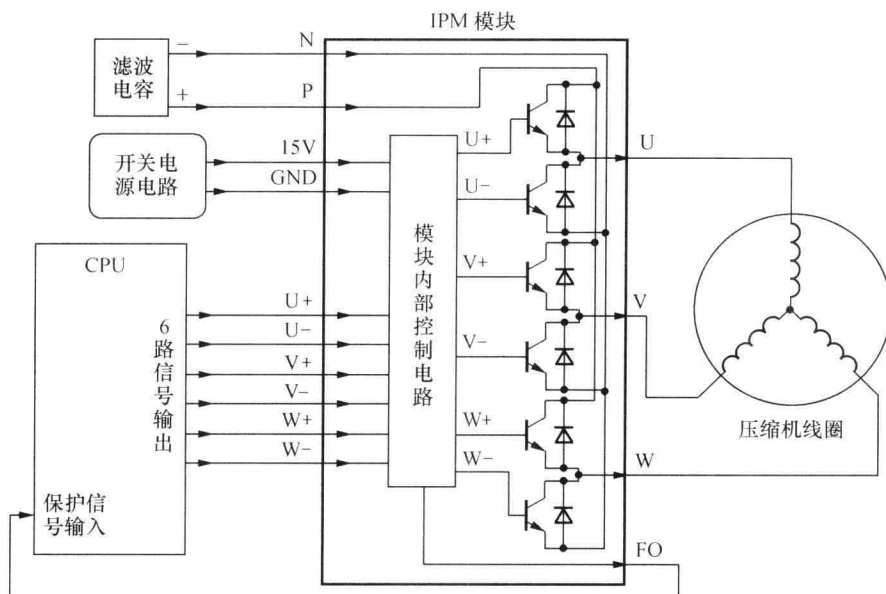 IPM 模块
滤波
电容
−
N
+
P
开关电
源电路
15V
GND
CPU
6路信号输出
U+
U−
V+
V−
W+
W−
保护信
号输入
模块内部控制电路
U+
U−
V+
V−
W+
W−
U
V
W
FO
压缩机线圈